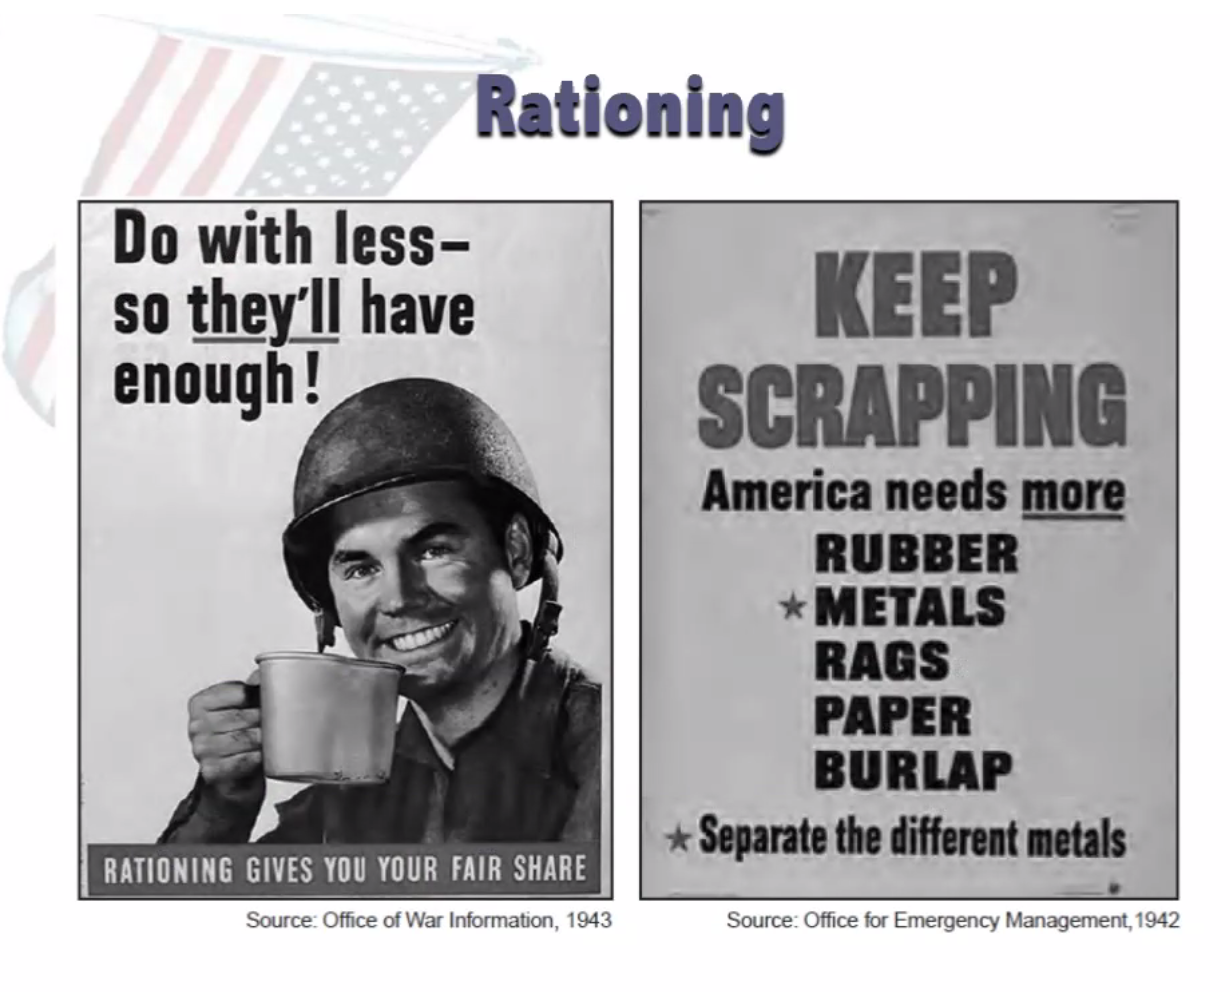 Rationing
Do with less–
so they'll have
enough!
RATIONING GIVES YOU YOUR FAIR SHARE
Source: Office of War Information, 1943
KEEP
SCRAPPING
America needs more
RUBBER
★ METALS
RAGS
PAPER
BURLAP
★ Separate the different metals
Source: Office for Emergency Management,1942